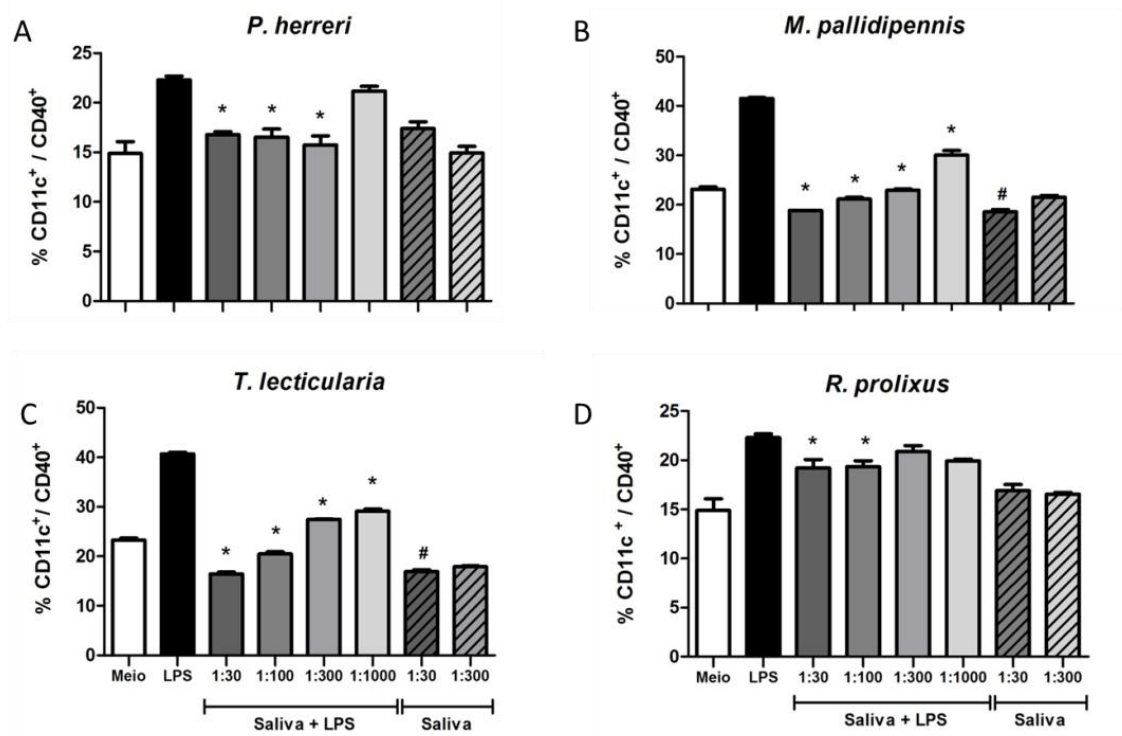 A
P. herreri
% CD11c⁺ / CD40⁺
25
20
15
10
5
0
* * *
B
M. pallidipennis
% CD11c⁺ / CD40⁺
50
40
30
20
10
0
* * * * #
C
T. lecticularia
% CD11c⁺/ CD40⁺
50
40
30
20
10
0
* * * * #
Meio LPS 1:30 1:100 1:300 1:1000 1:30 1:300
Saliva + LPS Saliva
D
R. prolixus
% CD11c ⁺ / CD40⁺
25
20
15
10
5
0
* *
Meio LPS 1:30 1:100 1:300 1:1000 1:30 1:300
Saliva + LPS Saliva